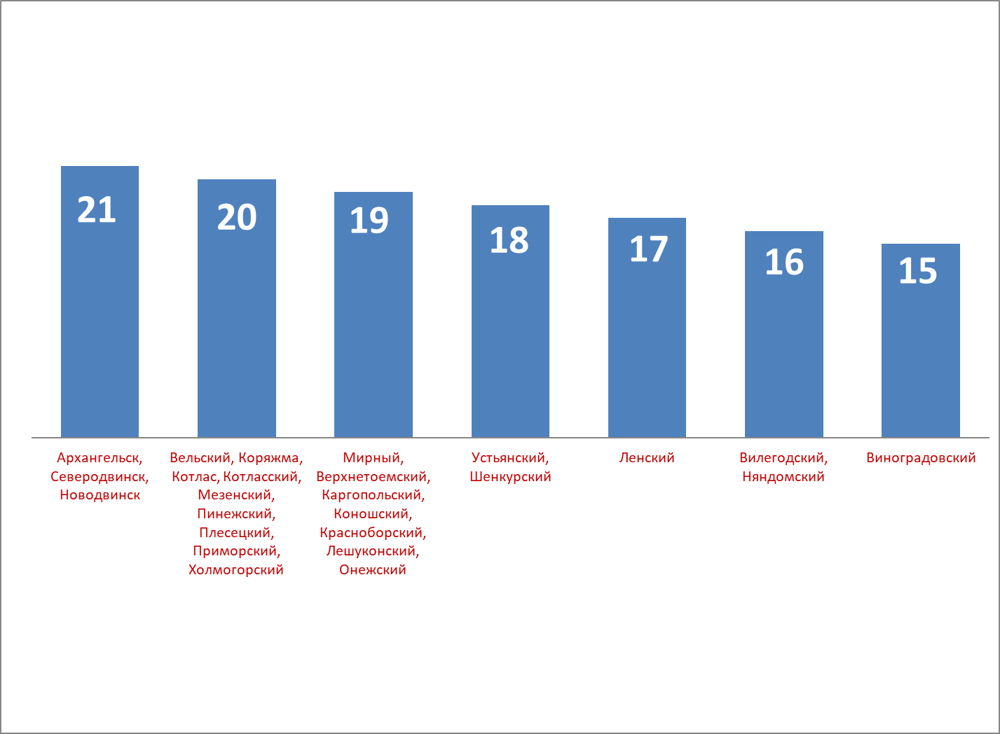 21
20
19
18
17
16
15
Архангельск,
Северодвинск,
Новодвинск
Вельский, Коряжма,
Котлас, Котласский,
Мезенский,
Пинежский,
Плесецкий,
Приморский,
Холмогорский
Мирный,
Верхнетоемский,
Каргопольский,
Коношский,
Красноборский,
Лешуконский,
Онежский
Устьянский,
Шенкурский
Ленский
Вилегодский,
Няндомский
Виноградовский